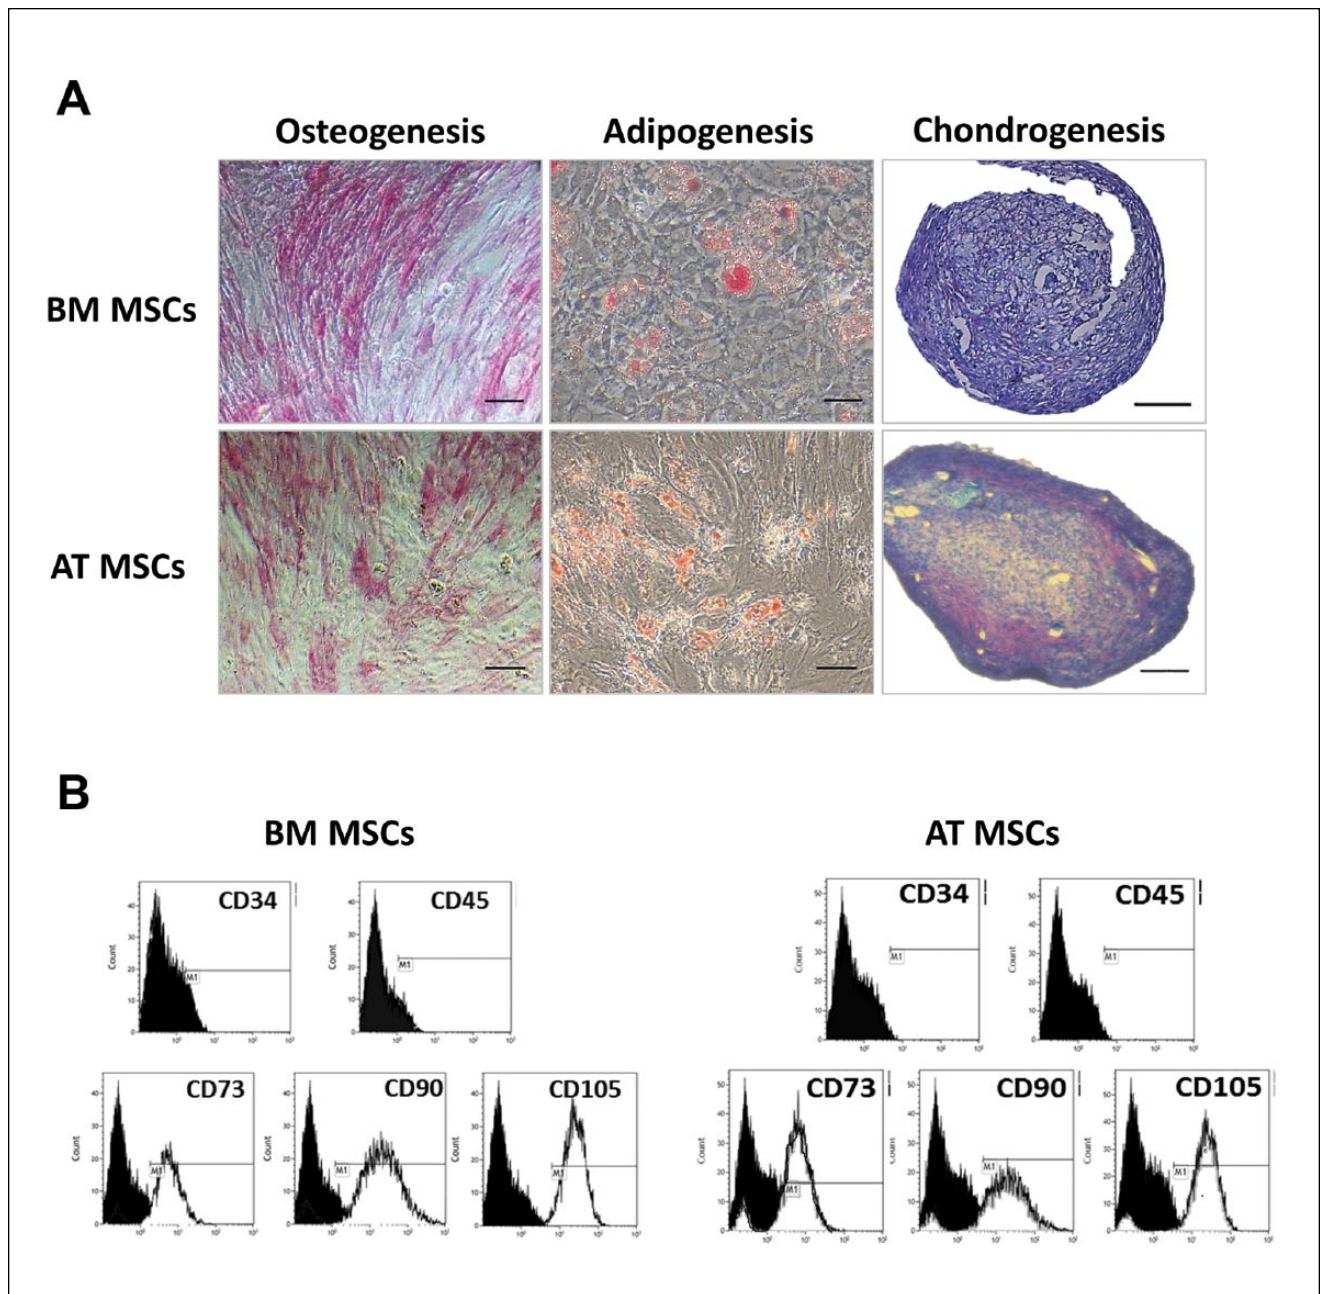 A
Osteogenesis Adipogenesis Chondrogenesis
BM MSCs
AT MSCs
B
BM MSCs AT MSCs
CD34 CD45 CD34 CD45
Count Count Count Count
M1 M1 M1 M1
CD73 CD90 CD105 CD73 CD90 CD105
Count Count Count Count Count Count
M1 M1 M1 M1 M1 M1